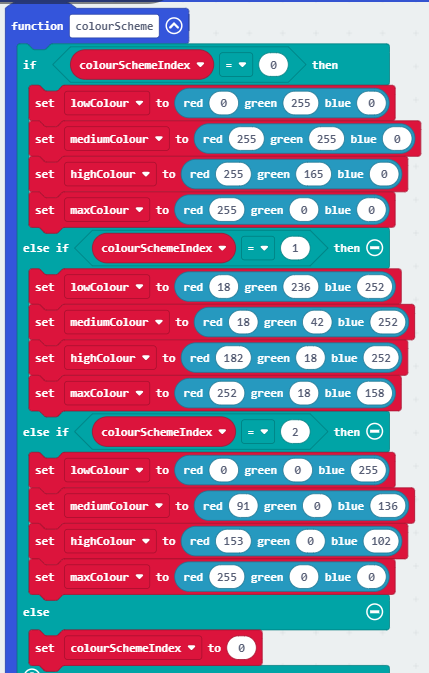 function colourScheme
if colourSchemeIndex = 0 then
set lowColour to red 0 green 255 blue 0
set mediumColour to red 255 green 255 blue 0
set highColour to red 255 green 165 blue 0
set maxColour to red 255 green 0 blue 0
else if colourSchemeIndex = 1 then
set lowColour to red 18 green 236 blue 252
set mediumColour to red 18 green 42 blue 252
set highColour to red 182 green 18 blue 252
set maxColour to red 252 green 18 blue 158
else if colourSchemeIndex = 2 then
set lowColour to red 0 green 0 blue 255
set mediumColour to red 91 green 0 blue 136
set highColour to red 153 green 0 blue 102
set maxColour to red 255 green 0 blue 0
else
set colourSchemeIndex to 0